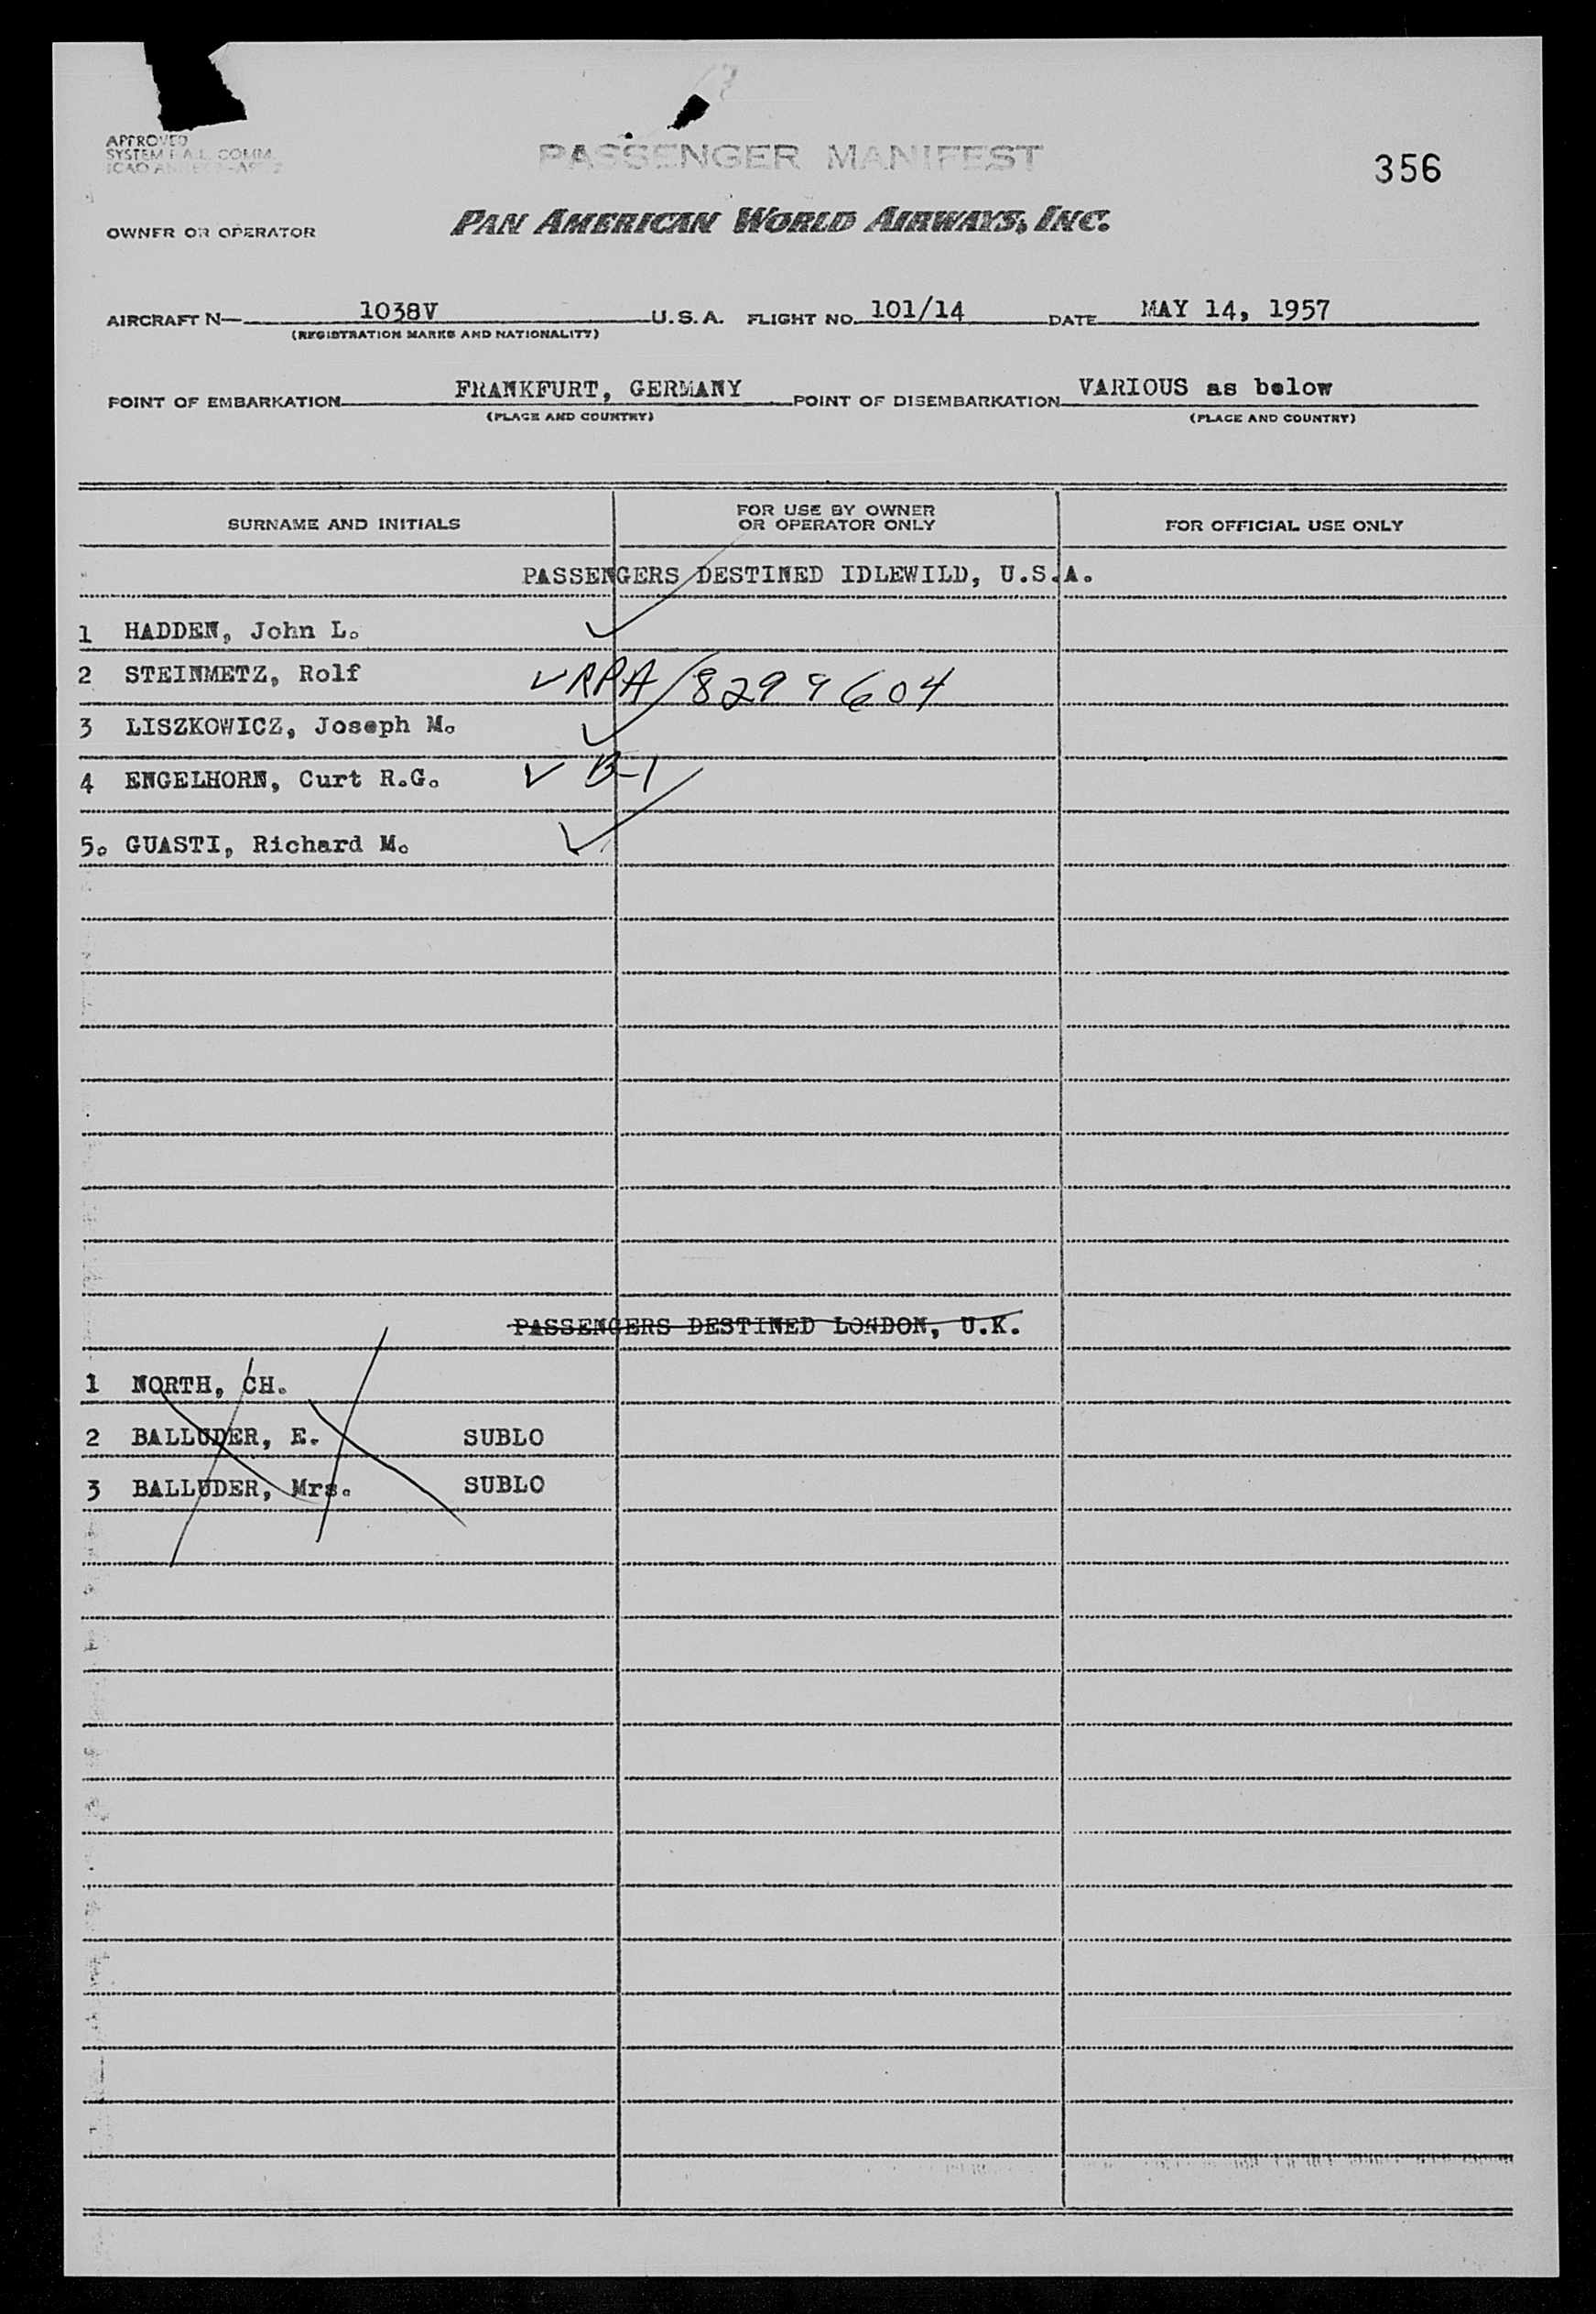 APPROVED
SYSTEM F.A.L. COMM.
PASSENGER MANIFEST
356
OWNER OR OPERATOR
PAN AMERICAN WORLD AIRWAYS, INC.
AIRCRAFT N- 1038V U.S.A. FLIGHT NO. 101/14 DATE MAY 14, 1957
(REGISTRATION MARKS AND NATIONALITY)
POINT OF EMBARKATION FRANKFURT, GERMANY POINT OF DISEMBARKATION VARIOUS as below
(PLACE AND COUNTRY) (PLACE AND COUNTRY)
SURNAME AND INITIALS FOR USE BY OWNER OR OPERATOR ONLY FOR OFFICIAL USE ONLY
PASSENGERS DESTINED IDLEWILD, U.S.A.
1 HADDEN, John L. ✓
2 STEINMETZ, Rolf ✓ RPA/8299604
3 LISZKOWICZ, Joseph M. ✓
4 ENGELHORN, Curt R.G. ✓ B-1
5. GUASTI, Richard M. ✓
PASSENGERS DESTINED LONDON, U.K.
1 NORTH, CH.
2 BALLUDER, E. SUBLO
3 BALLUDER, Mrs. SUBLO